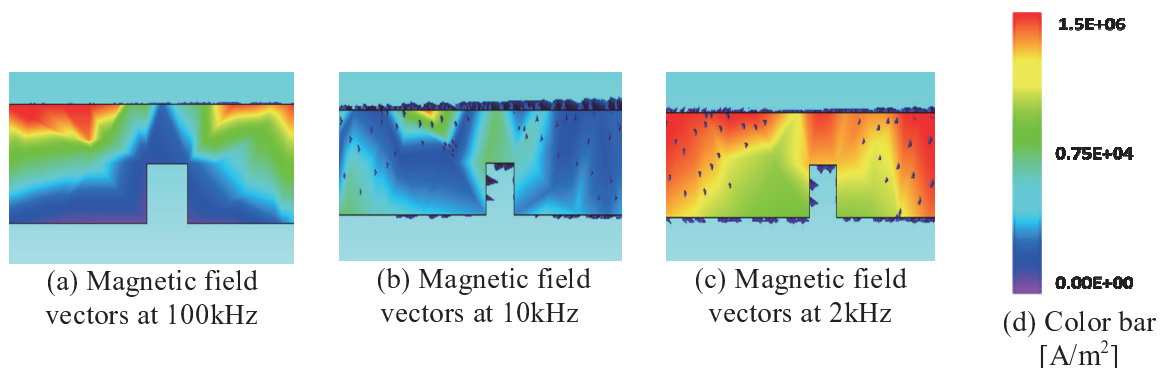 1.5E+06
0.75E+04
0.00E+00
(a) Magnetic field
vectors at 100kHz
(b) Magnetic field
vectors at 10kHz
(c) Magnetic field
vectors at 2kHz
(d) Color bar
[A/m²]